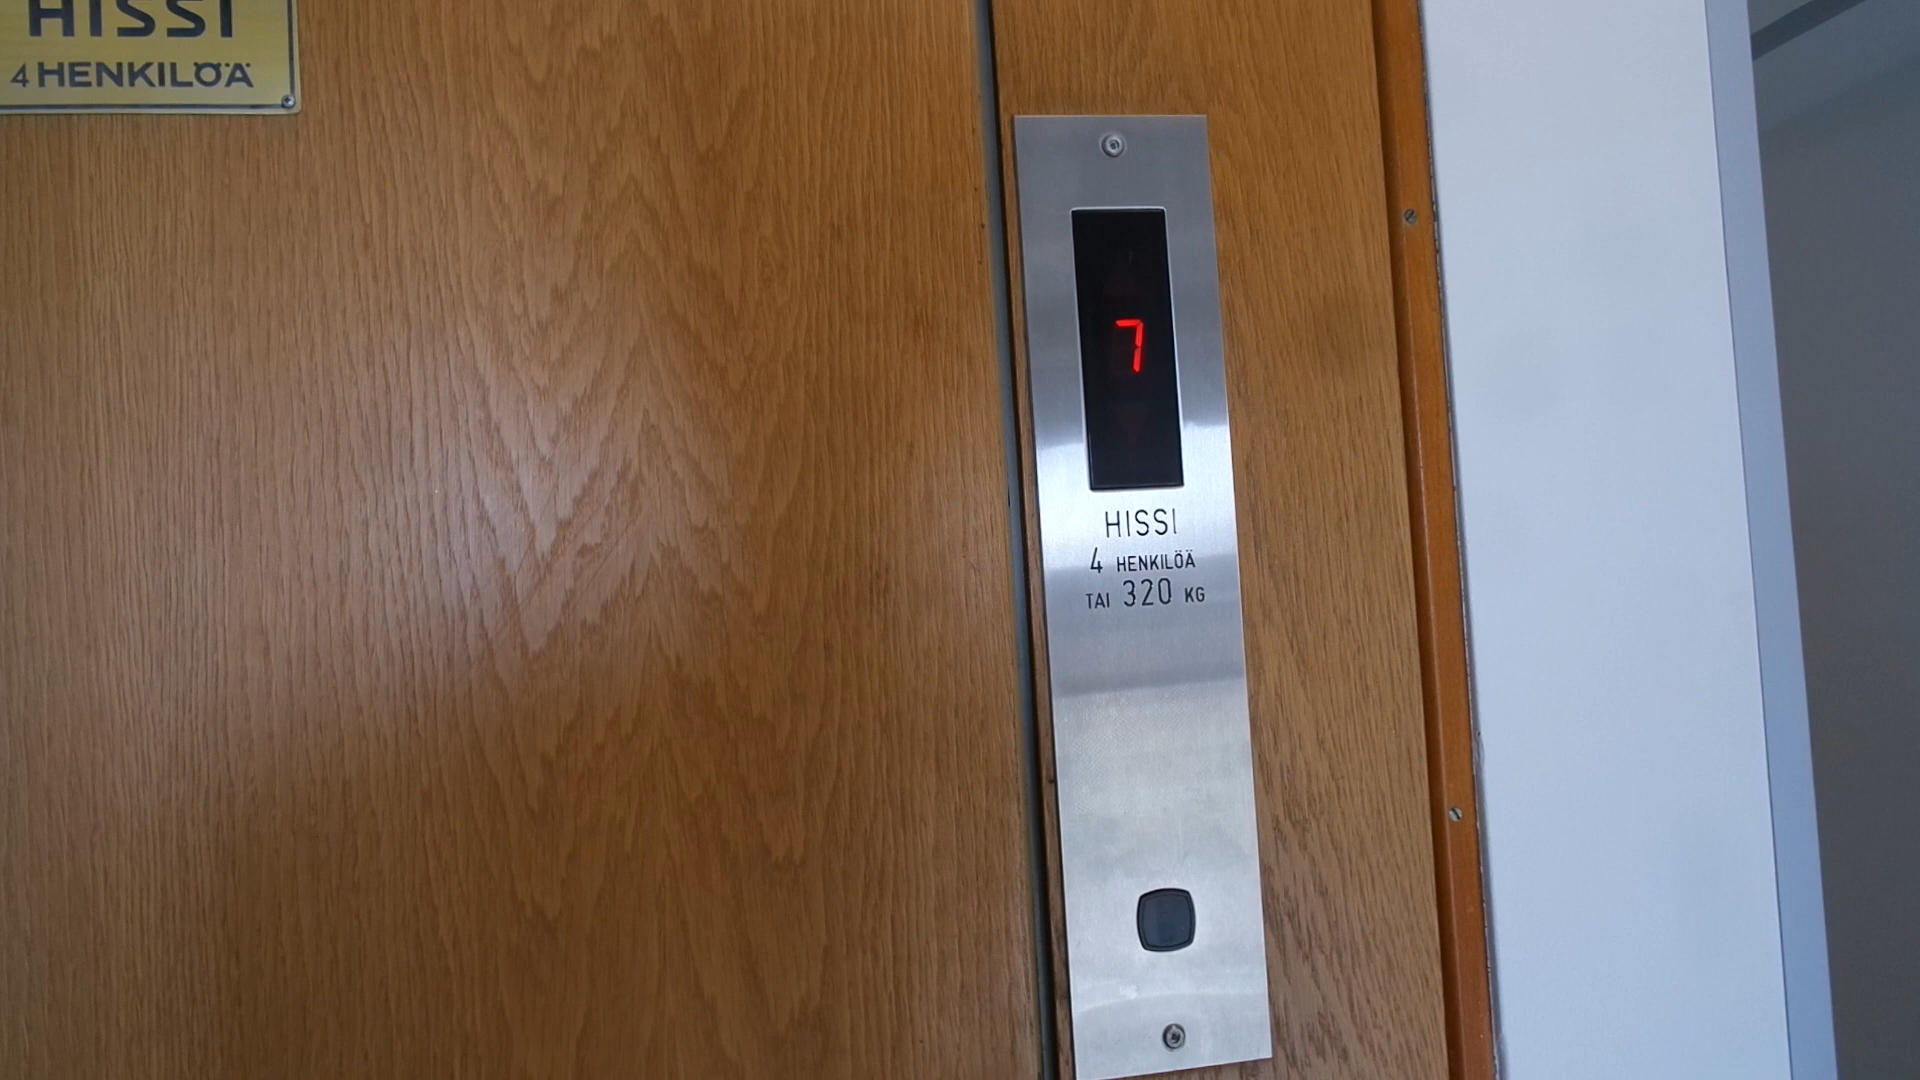 HISSI
4 HENKILÖÄ
7
HISSI
4 HENKILÖÄ
TAI 320 KG